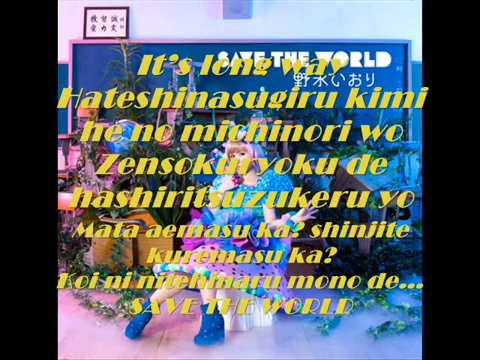 SAVE THE WORLD
野水いおり
It's long way
Hateshinasugiru kimi
he no michinori wo
Zensokuryoku de
hashiritsuzukeru yo
Mata aemasu ka? shinjite
kuremasu ka?
Koi ni nitehinaru mono de...
SAVE THE WORLD